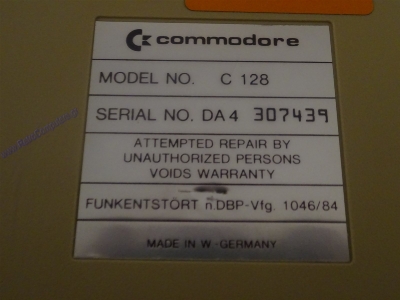 commodore
MODEL NO. C 128
SERIAL NO. DA4 307439
ATTEMPTED REPAIR BY
UNAUTHORIZED PERSONS
VOIDS WARRANTY
FUNKENTSTÖRT n.DBP-Vfg. 1046/84
MADE IN W.-GERMANY